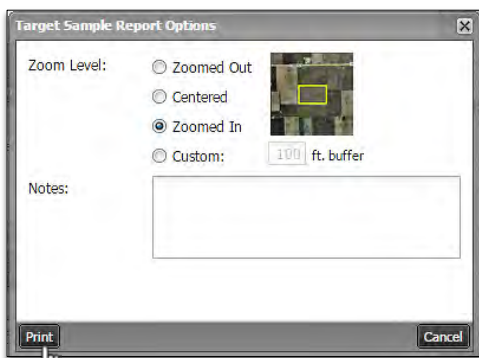 Target Sample Report Options
Zoom Level:
Zoomed Out
Centered
Zoomed In
Custom: 100 ft. buffer
Notes:
Print Cancel